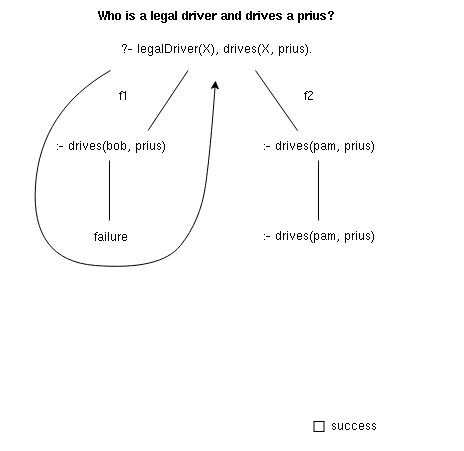 Who is a legal driver and drives a prius?
?- legalDriver(X), drives(X, prius).
f1
f2
:- drives(bob, prius)
:- drives(pam, prius)
failure
:- drives(pam, prius)
success